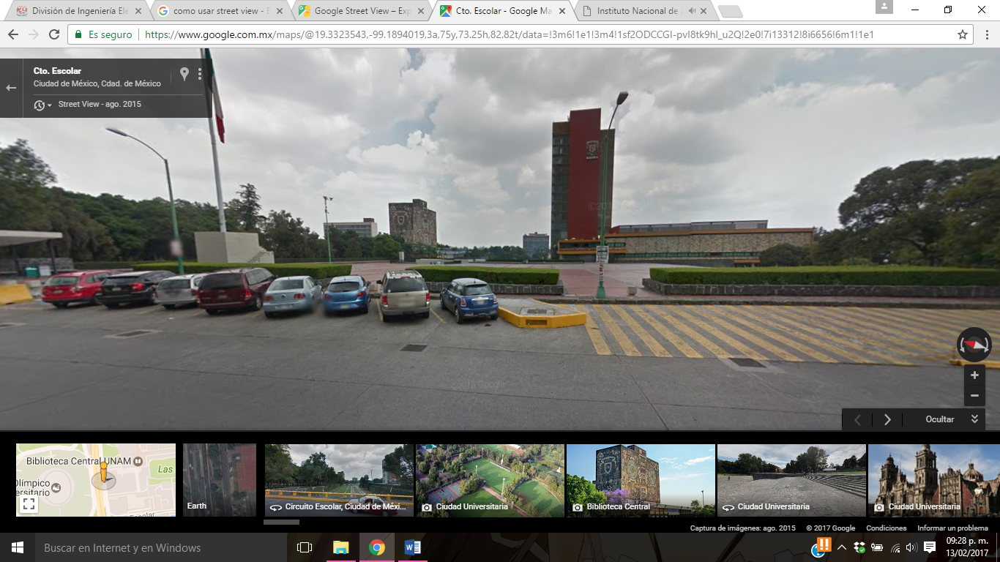 División de Ingeniería Ele
como usar street view - B
Google Street View – Exp
Cto. Escolar - Google Ma
Instituto Nacional de A
Es seguro
https://www.google.com.mx/maps/@19.3323543,-99.1894019,3a,75y,73.25h,82.82t/data=!3m6!1e1!3m4!1sf2ODCCGI-pvI8tk9hI_u2Q!2e0!7i13312!8i6656!6m1!1e1
Cto. Escolar
Ciudad de México, Cdad. de México
Street View - ago. 2015
Google
Ocultar
Biblioteca Central UNAM
Las
Olímpico
ersitario
Escolar
Earth
Circuito Escolar, Ciudad de Méxi...
Ciudad Universitaria
Biblioteca Central
Ciudad Universitaria
Ciudad Universitaria
Captura de imágenes: ago. 2015
© 2017 Google
Condiciones
Informar un problema
Buscar en Internet y en Windows
09:28 p. m.
13/02/2017